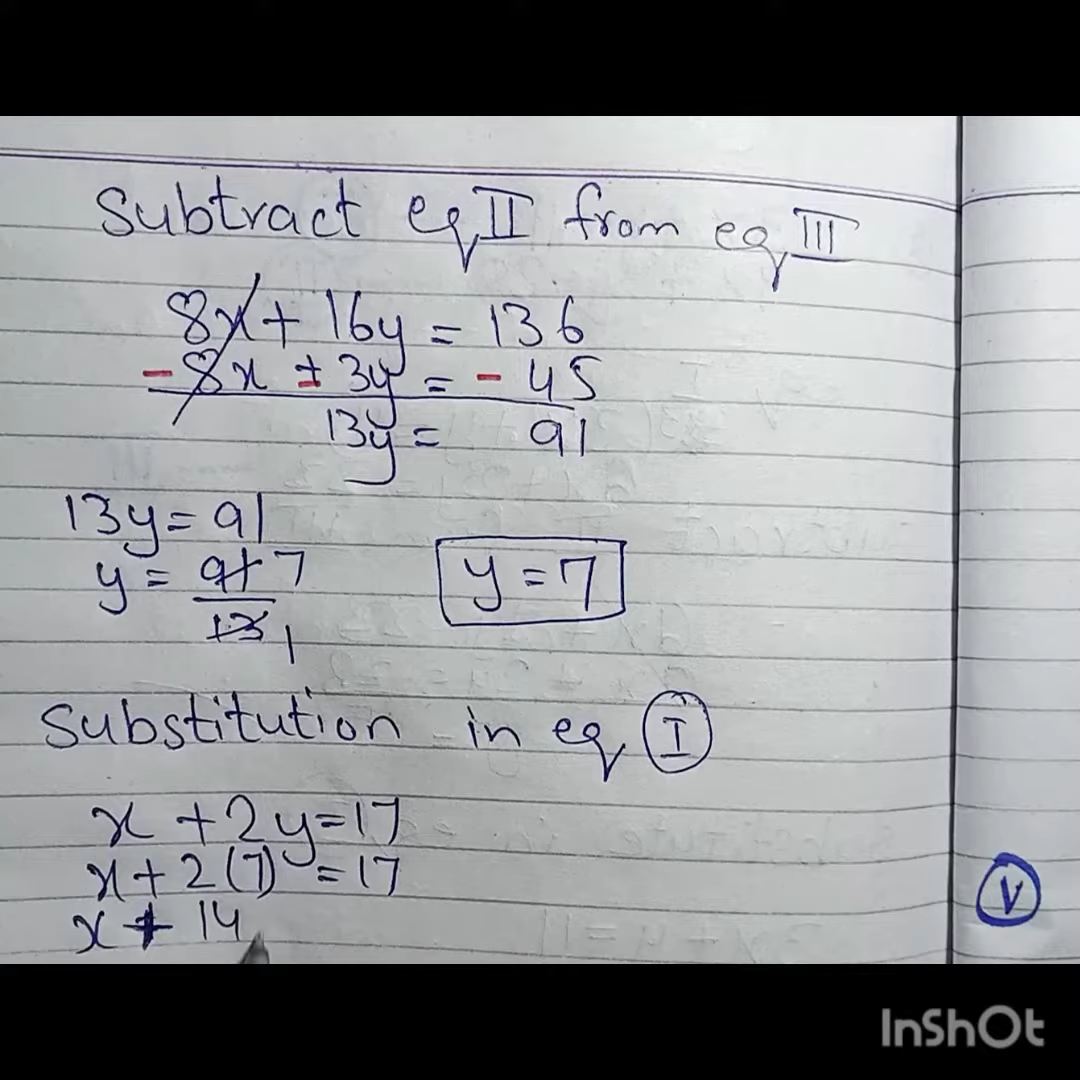 Subtract eq II from eq III
8x + 16y = 136
- 8x ± 3y = - 45
13y = 91
13y = 91
y = 91 7
13 1
y = 7
Substitution in eq I
x + 2y = 17
x + 2(7) = 17
x + 14
V
InShOt